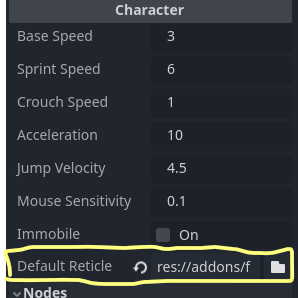 Character
Base Speed 3
Sprint Speed 6
Crouch Speed 1
Acceleration 10
Jump Velocity 4.5
Mouse Sensitivity 0.1
Immobile On
Default Reticle res://addons/f
Nodes